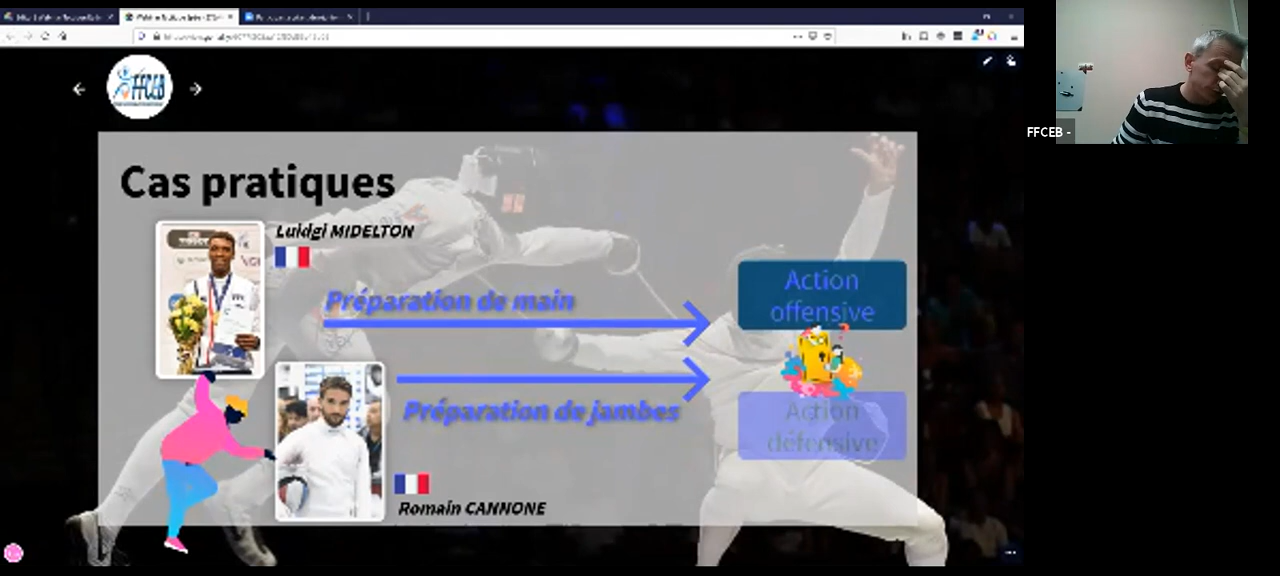 FFCEB
Cas pratiques
Luidgi MIDELTON
Préparation de main
Action
offensive
Préparation de jambes
Action
défensive
Romain CANNONE
FFCEB -